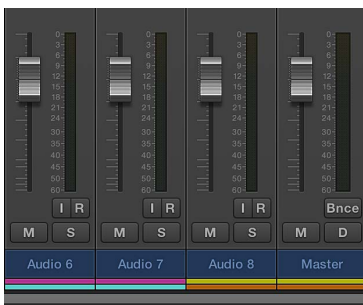 0 0 0 0
3 3 3 3
6 6 6 6
9 9 9 9
12 12 12 12
15 15 15 15
18 18 18 18
21 21 21 21
24 24 24 24
30 30 30 30
35 35 35 35
40 40 40 40
45 45 45 45
50 50 50 50
60 60 60 60
I R I R I R Bnce
M S M S M S M D
Audio 6 Audio 7 Audio 8 Master